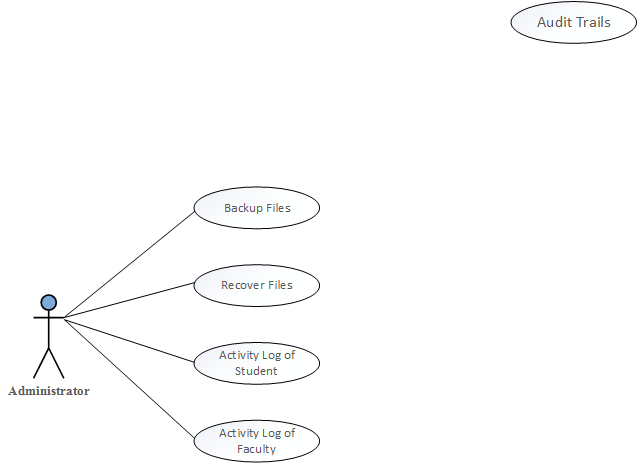 Audit Trails
Backup Files
Recover Files
Activity Log of
Student
Administrator
Activity Log of
Faculty